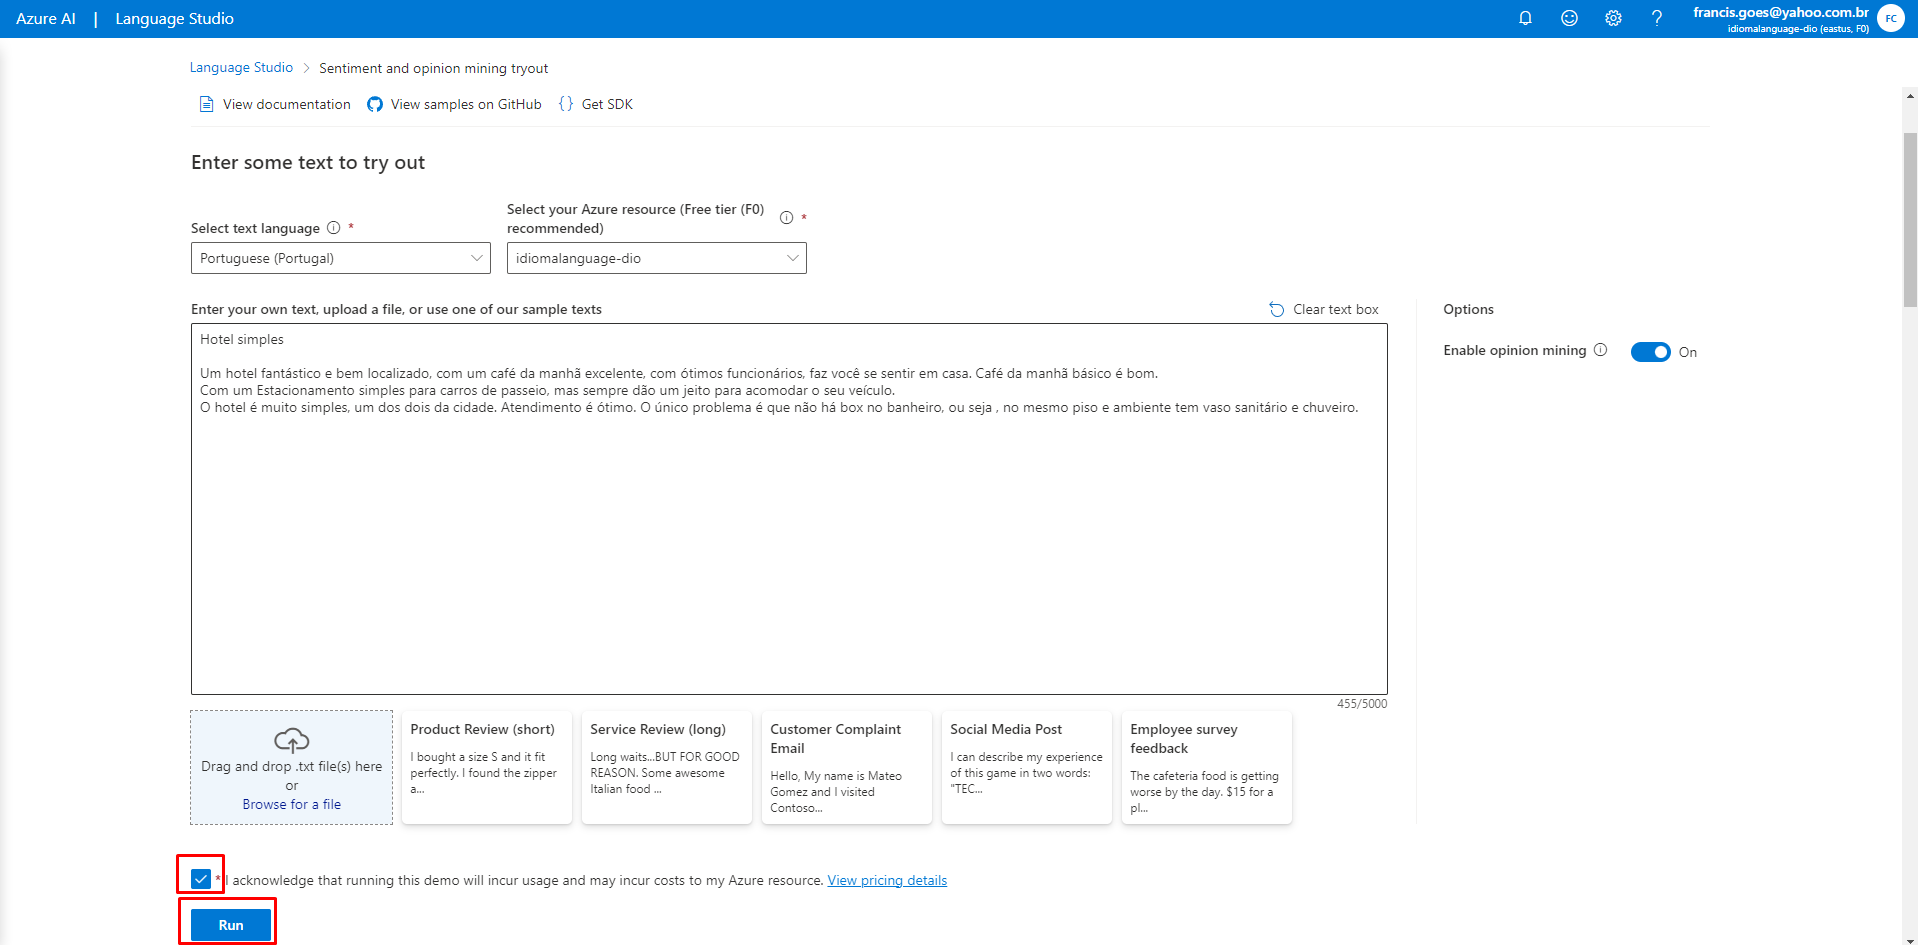 Azure AI | Language Studio
francis.goes@yahoo.com.br
idiomalanguage-dio (eastus, F0)
FC
Language Studio > Sentiment and opinion mining tryout
View documentation View samples on GitHub {} Get SDK
Enter some text to try out
Select text language *
Portuguese (Portugal)
Select your Azure resource (Free tier (F0)
recommended) *
idiomalanguage-dio
Enter your own text, upload a file, or use one of our sample texts
Clear text box
Hotel simples
Um hotel fantástico e bem localizado, com um café da manhã excelente, com ótimos funcionários, faz você se sentir em casa. Café da manhã básico é bom.
Com um Estacionamento simples para carros de passeio, mas sempre dão um jeito para acomodar o seu veículo.
O hotel é muito simples, um dos dois da cidade. Atendimento é ótimo. O único problema é que não há box no banheiro, ou seja , no mesmo piso e ambiente tem vaso sanitário e chuveiro.
455/5000
Options
Enable opinion mining
On
Drag and drop .txt file(s) here
or
Browse for a file
Product Review (short)
I bought a size S and it fit
perfectly. I found the zipper
a...
Service Review (long)
Long waits...BUT FOR GOOD
REASON. Some awesome
Italian food ...
Customer Complaint
Email
Hello, My name is Mateo
Gomez and I visited
Contoso...
Social Media Post
I can describe my experience
of this game in two words:
"TEC...
Employee survey
feedback
The cafeteria food is getting
worse by the day. $15 for a
pl...
* I acknowledge that running this demo will incur usage and may incur costs to my Azure resource. View pricing details
Run